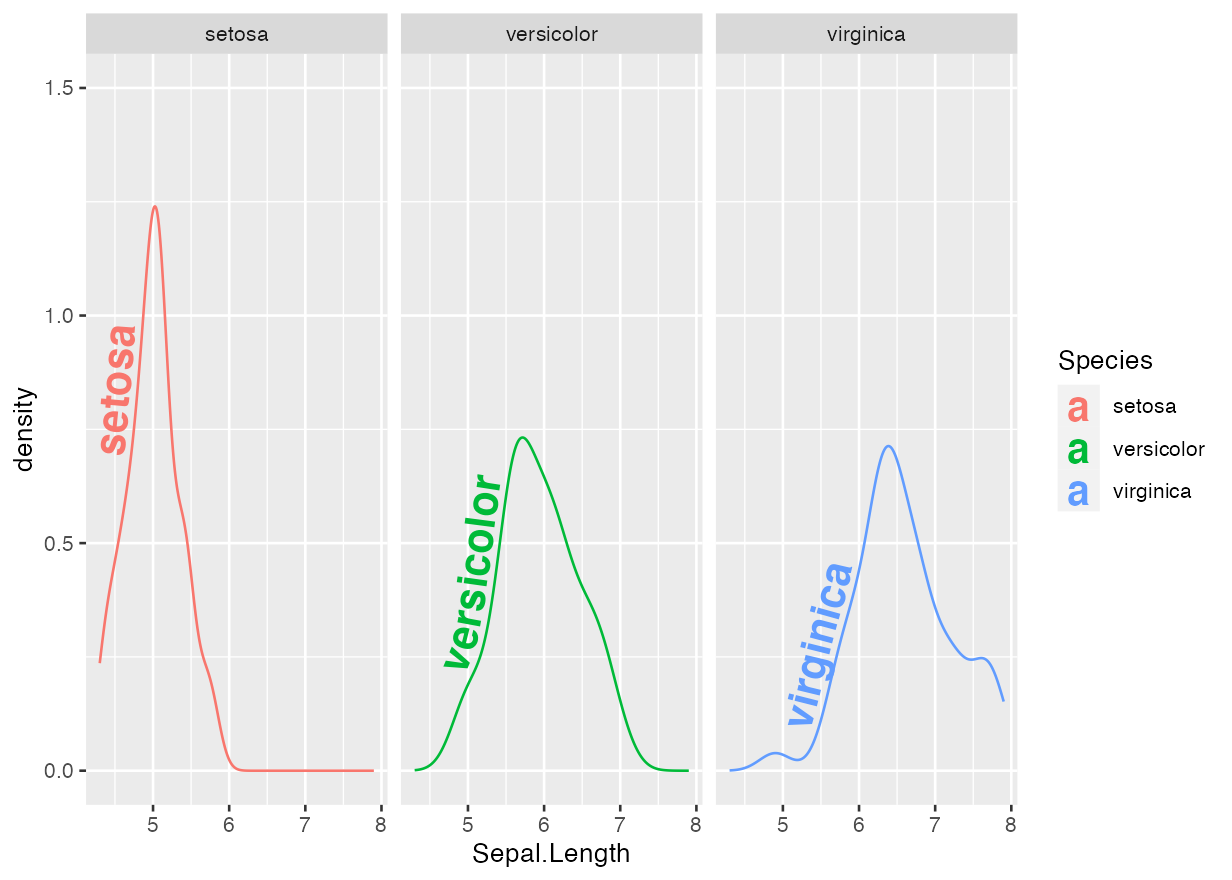 setosa versicolor virginica
1.5
1.0
0.5
0.0
density
setosa
versicolor
virginica
5 6 7 8 5 6 7 8 5 6 7 8
Sepal.Length
Species
a setosa
a versicolor
a virginica